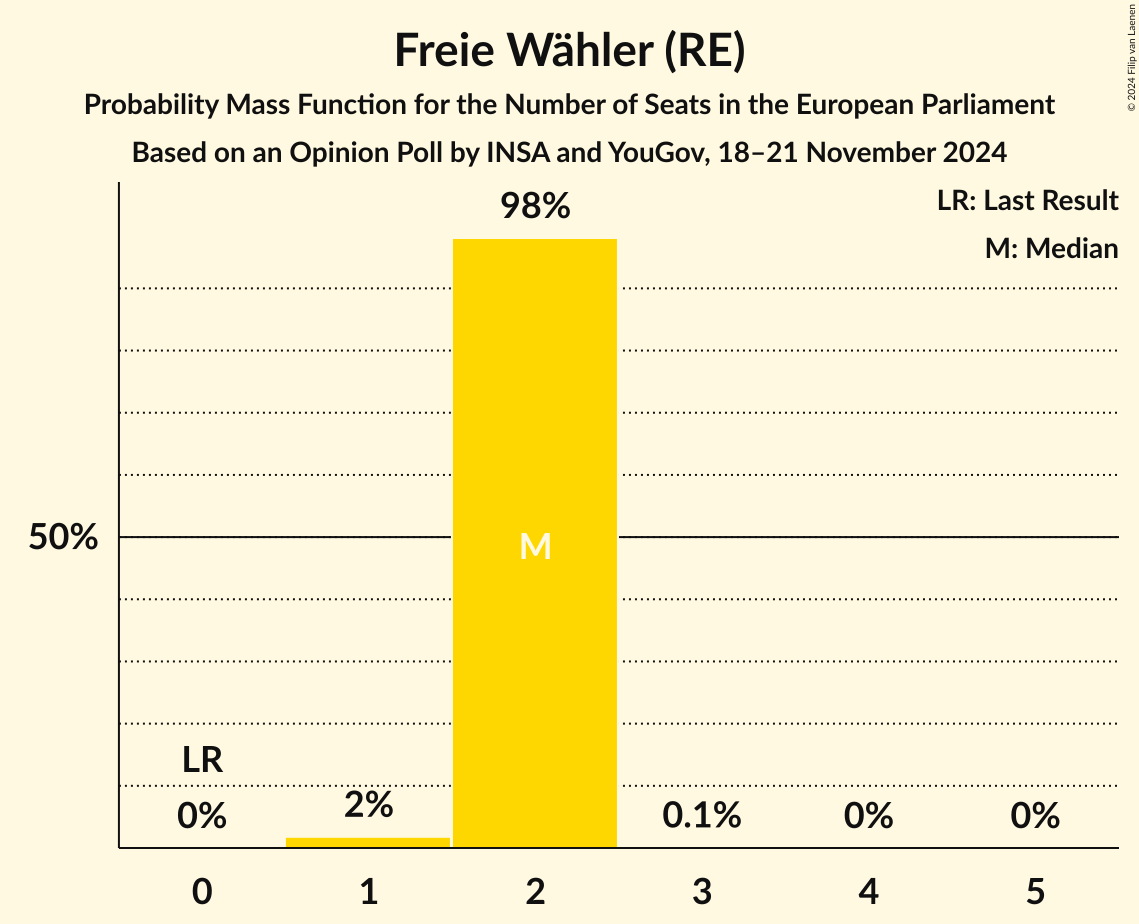 Freie Wähler (RE)
Probability Mass Function for the Number of Seats in the European Parliament
Based on an Opinion Poll by INSA and YouGov, 18–21 November 2024
© 2024 Filip van Laenen
LR: Last Result
M: Median
98%
50%
M
LR
0%
2%
0.1%
0%
0%
0
1
2
3
4
5